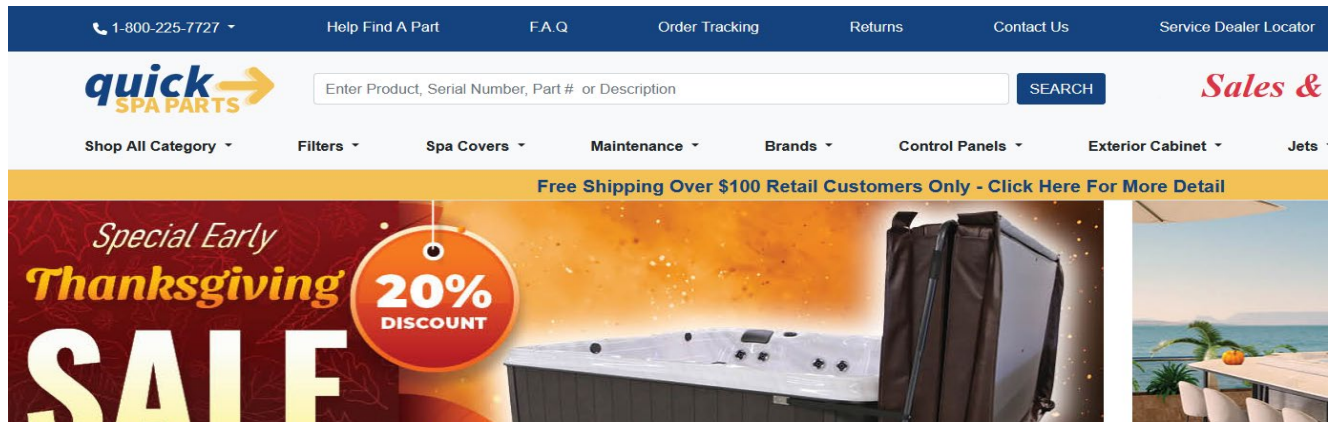 1-800-225-7727 Help Find A Part F.A.Q Order Tracking Returns Contact Us Service Dealer Locator
quick
SPA PARTS
Enter Product, Serial Number, Part # or Description SEARCH Sales &
Shop All Category Filters Spa Covers Maintenance Brands Control Panels Exterior Cabinet Jets
Free Shipping Over $100 Retail Customers Only - Click Here For More Detail
Special Early
Thanksgiving
SALE
20%
DISCOUNT